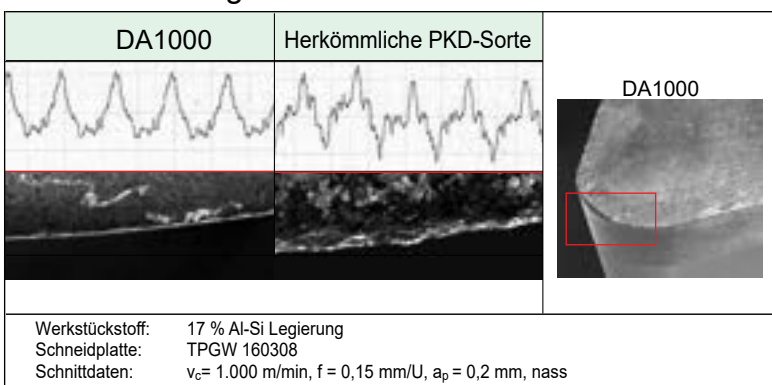 DA1000
Herkömmliche PKD-Sorte
DA1000
Werkstückstoff: 17 % Al-Si Legierung
Schneidplatte: TPGW 160308
Schnittdaten: vc= 1.000 m/min, f = 0,15 mm/U, ap = 0,2 mm, nass